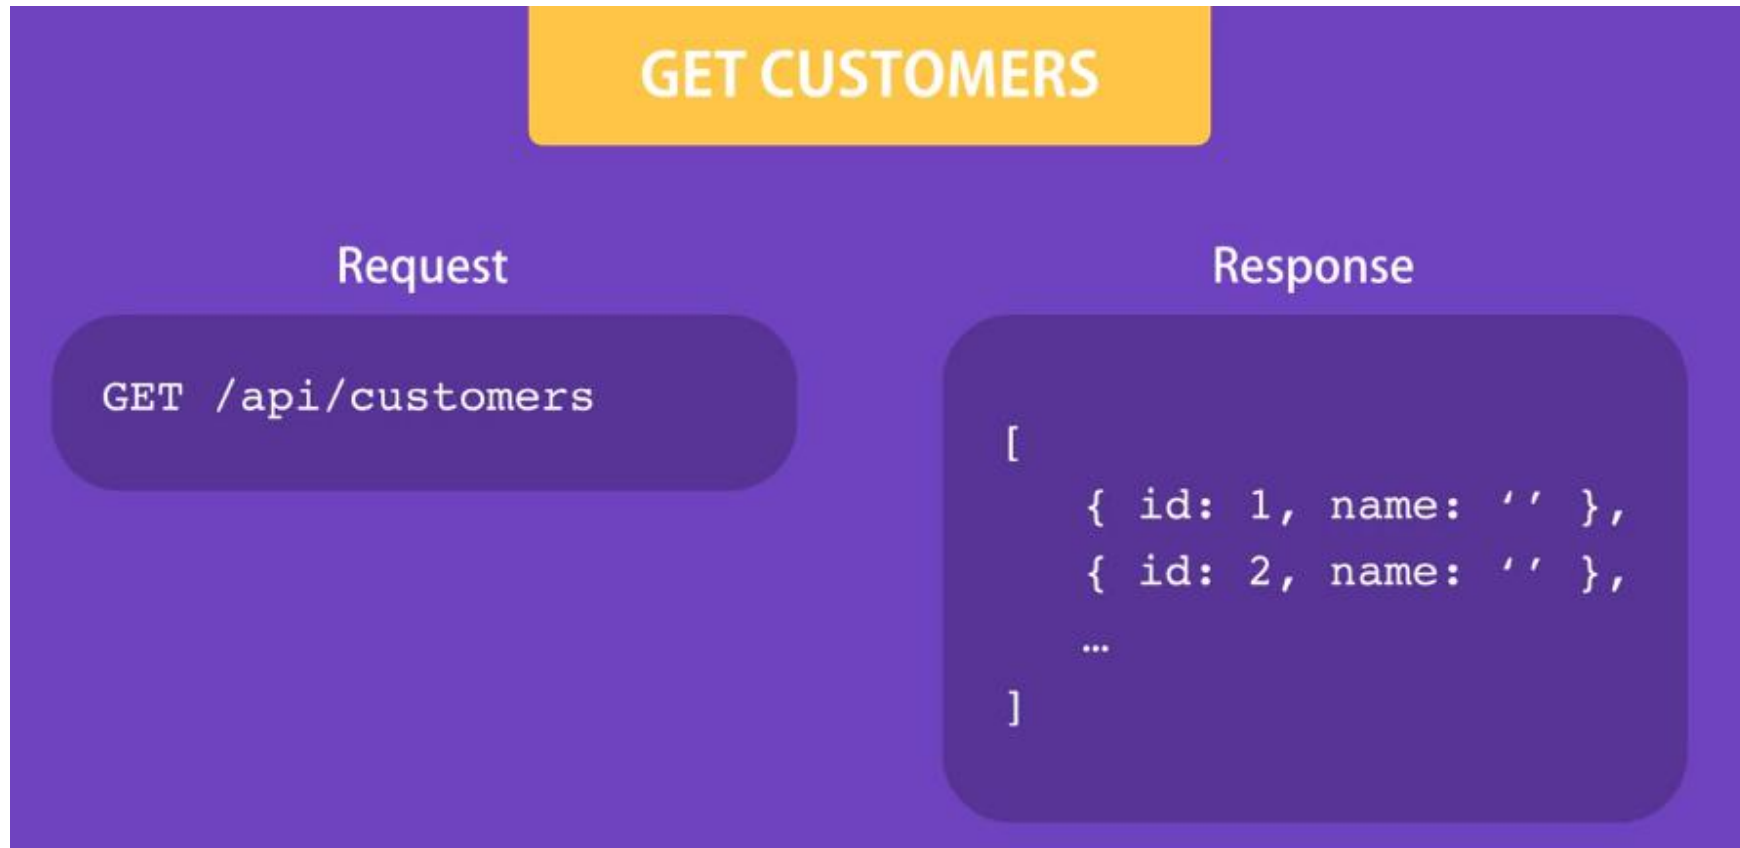 GET CUSTOMERS
Request
GET /api/customers
Response
[
{ id: 1, name: ‘’ },
{ id: 2, name: ‘’ },
…
]